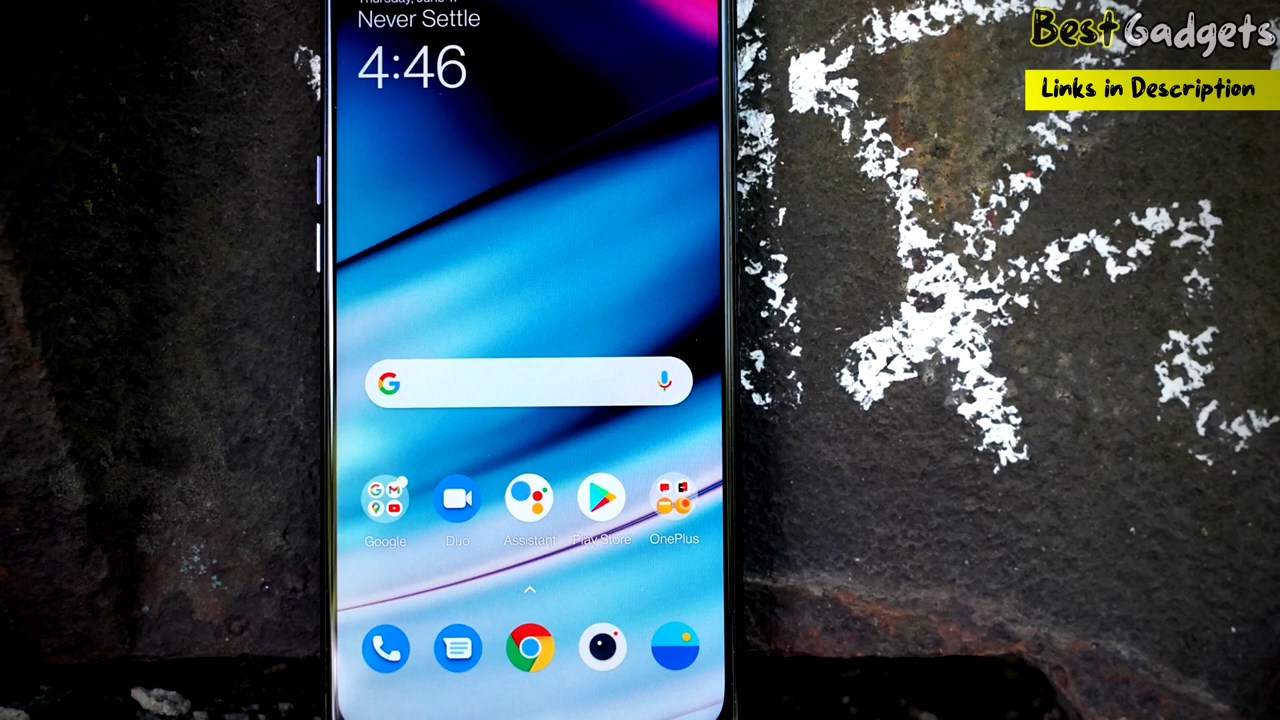 Never Settle
4:46
Best Gadgets
Links in Description
Google
Duo
Assistant
Play Store
OnePlus